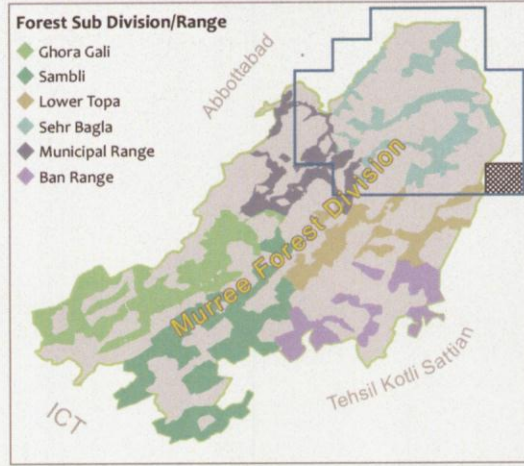 Forest Sub Division/Range
Ghora Gali
Sambli
Lower Topa
Sehr Bagla
Municipal Range
Ban Range
Abbottabad
Murree Forest Division
Tehsil Kotli Sattian
ICT